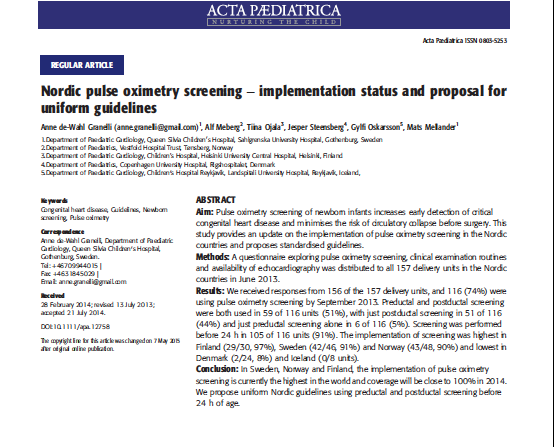 ACTA PÆDIATRICA
NURTURING THE CHILD
Acta Pædiatrica ISSN 0803-5253
REGULAR ARTICLE
Nordic pulse oximetry screening – implementation status and proposal for
uniform guidelines
Anne de-Wahl Granelli (anne.granelli@gmail.com)1, Alf Meberg2, Tiina Ojala3, Jesper Steensberg4, Gylfi Oskarsson5, Mats Mellander1
1.Department of Paediatric Cardiology, Queen Silvia Children's Hospital, Sahlgrenska University Hospital, Gothenburg, Sweden
2.Department of Paediatrics, Vestfold Hospital Trust, Tønsberg, Norway
3.Department of Paediatric Cardiology, Children's Hospital, Helsinki University Central Hospital, Helsinki, Finland
4.Department of Paediatrics, Copenhagen University Hospital, Rigshospitalet, Denmark
5.Department of Paediatric Cardiology, Children's Hospital Reykjavik, Landspitali University Hospital, Reykjavik, Iceland,
Keywords
Congenital heart disease, Guidelines, Newborn
screening, Pulse oximetry
Correspondence
Anne de-Wahl Granelli, Department of Paediatric
Cardiology, Queen Silvia Children's Hospital,
Gothenburg, Sweden.
Tel: +46709944015 |
Fax: +4631845029 |
Email: anne.granelli@gmail.com
Received
28 February 2014; revised 13 July 2013;
accepted 21 July 2014.
DOI:10.1111/apa.12758
The copyright line for this article was changed on 7 May 2015
after original online publication.
ABSTRACT
Aim: Pulse oximetry screening of newborn infants increases early detection of critical
congenital heart disease and minimises the risk of circulatory collapse before surgery. This
study provides an update on the implementation of pulse oximetry screening in the Nordic
countries and proposes standardised guidelines.
Methods: A questionnaire exploring pulse oximetry screening, clinical examination routines
and availability of echocardiography was distributed to all 157 delivery units in the Nordic
countries in June 2013.
Results: We received responses from 156 of the 157 delivery units, and 116 (74%) were
using pulse oximetry screening by September 2013. Preductal and postductal screening
were both used in 59 of 116 units (51%), with just postductal screening in 51 of 116
(44%) and just preductal screening alone in 6 of 116 (5%). Screening was performed
before 24 h in 105 of 116 units (91%). The implementation of screening was highest in
Finland (29/30, 97%), Sweden (42/46, 91%) and Norway (43/48, 90%) and lowest in
Denmark (2/24, 8%) and Iceland (0/8 units).
Conclusion: In Sweden, Norway and Finland, the implementation of pulse oximetry
screening is currently the highest in the world and coverage will be close to 100% in 2014.
We propose uniform Nordic guidelines using preductal and postductal screening before
24 h of age.